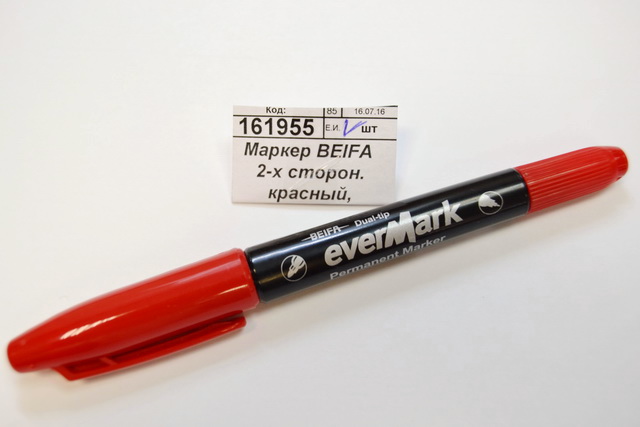 Код: 85 16.07.16
161955 Е.И. шт
Маркер BEIFA
2-х сторон.
красный,
BEIFA Dual-tip
everMark
Permanent Marker